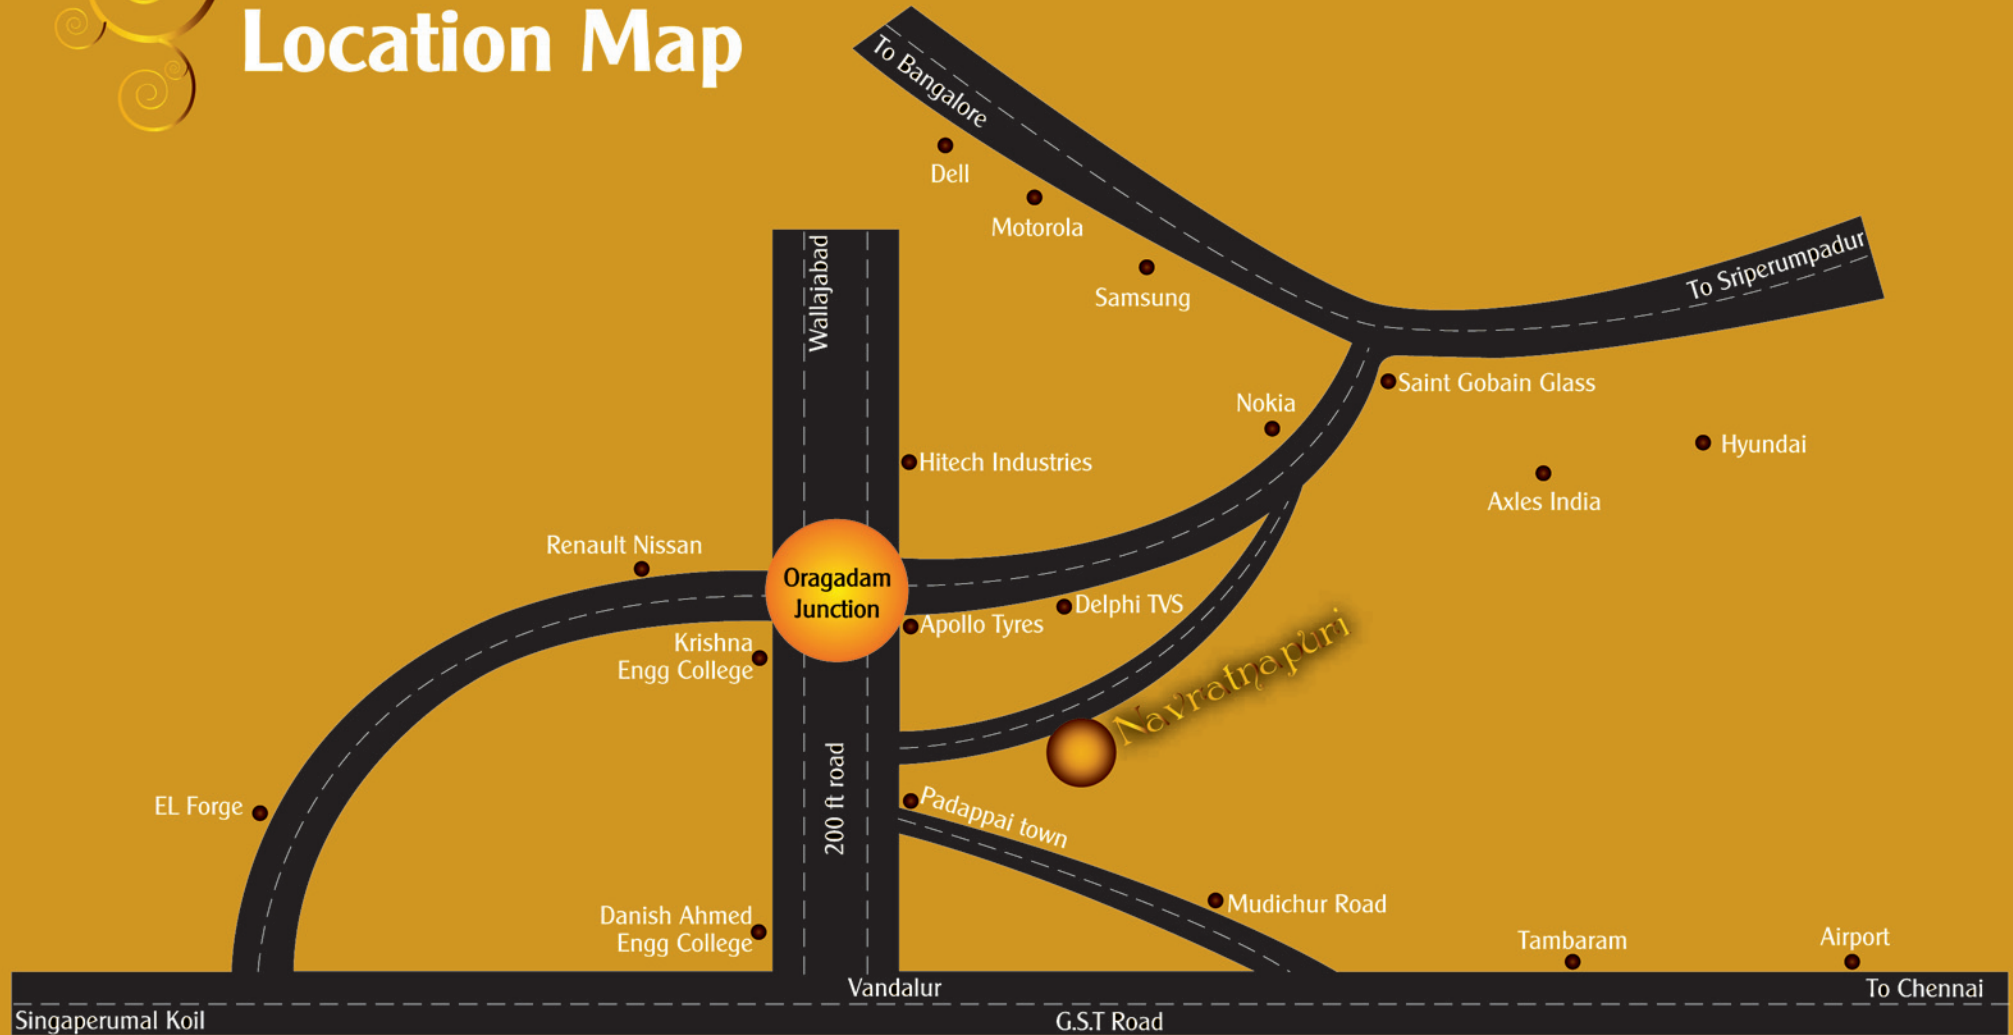 Location Map
To Bangalore
Dell
Motorola
Samsung
Wallajabad
To Sriperumpadur
Saint Gobain Glass
Nokia
Hyundai
Hitech Industries
Axles India
Renault Nissan
Oragadam
Junction
Delphi TVS
Apollo Tyres
Krishna
Engg College
Navratnapuri
200 ft road
EL Forge
Padappai town
Mudichur Road
Danish Ahmed
Engg College
Tambaram
Airport
Vandalur
To Chennai
Singaperumal Koil
G.S.T Road